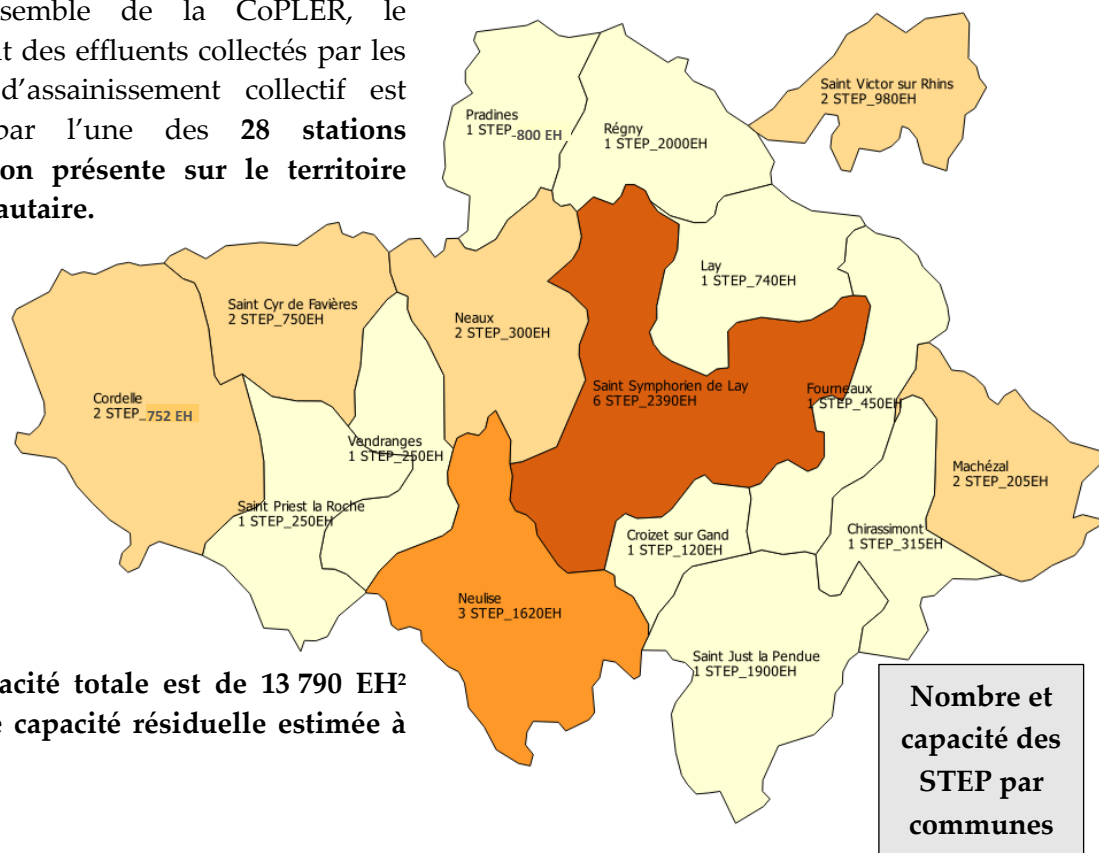 semble de la CoPLER, le
t des effluents collectés par les
d'assainissement collectif est
par l'une des 28 stations
on présente sur le territoire
autaire.
Saint Victor sur Rhins
2 STEP_980EH
Pradines
1 STEP_-800 EH
Régny
1 STEP_2000EH
Lay
1 STEP_740EH
Saint Cyr de Favières
2 STEP_750EH
Neaux
2 STEP_300EH
Saint Symphorien de Lay
6 STEP_2390EH
Fourneaux
1 STEP_450EH
Cordelle
2 STEP_752 EH
Vendranges
1 STEP_250EH
Machézal
2 STEP_205EH
Saint Priest la Roche
1 STEP_250EH
Croizet sur Gand
1 STEP_120EH
Chirassimont
1 STEP_315EH
Neulise
3 STEP_1620EH
Saint Just la Pendue
1 STEP_1900EH
acité totale est de 13 790 EH²
e capacité résiduelle estimée à
Nombre et
capacité des
STEP par
communes